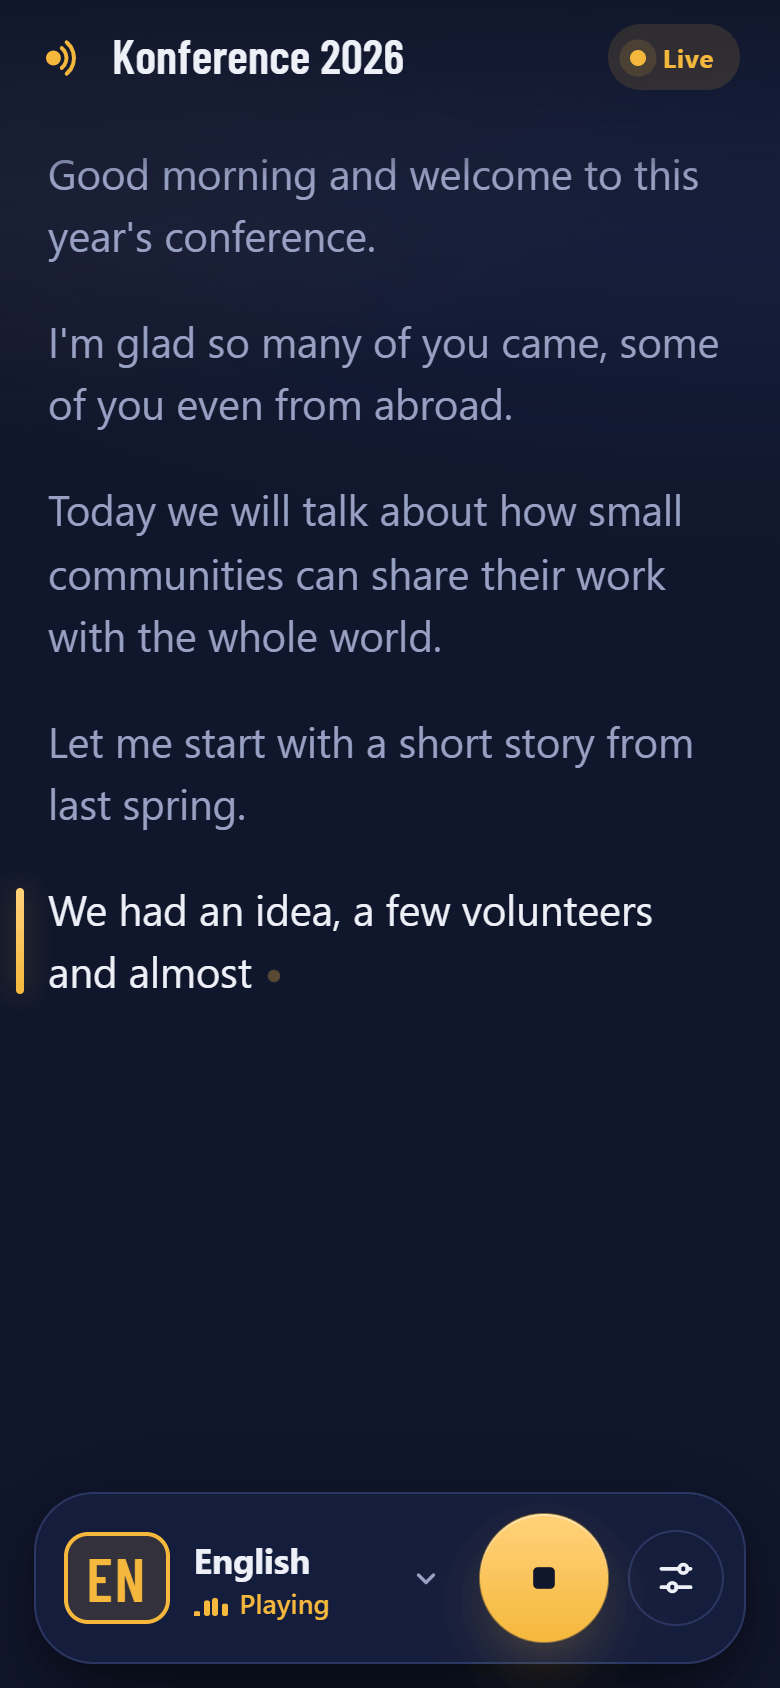 Konference 2026
Live
Good morning and welcome to this
year's conference.
I'm glad so many of you came, some
of you even from abroad.
Today we will talk about how small
communities can share their work
with the whole world.
Let me start with a short story from
last spring.
We had an idea, a few volunteers
and almost
EN
English
Playing